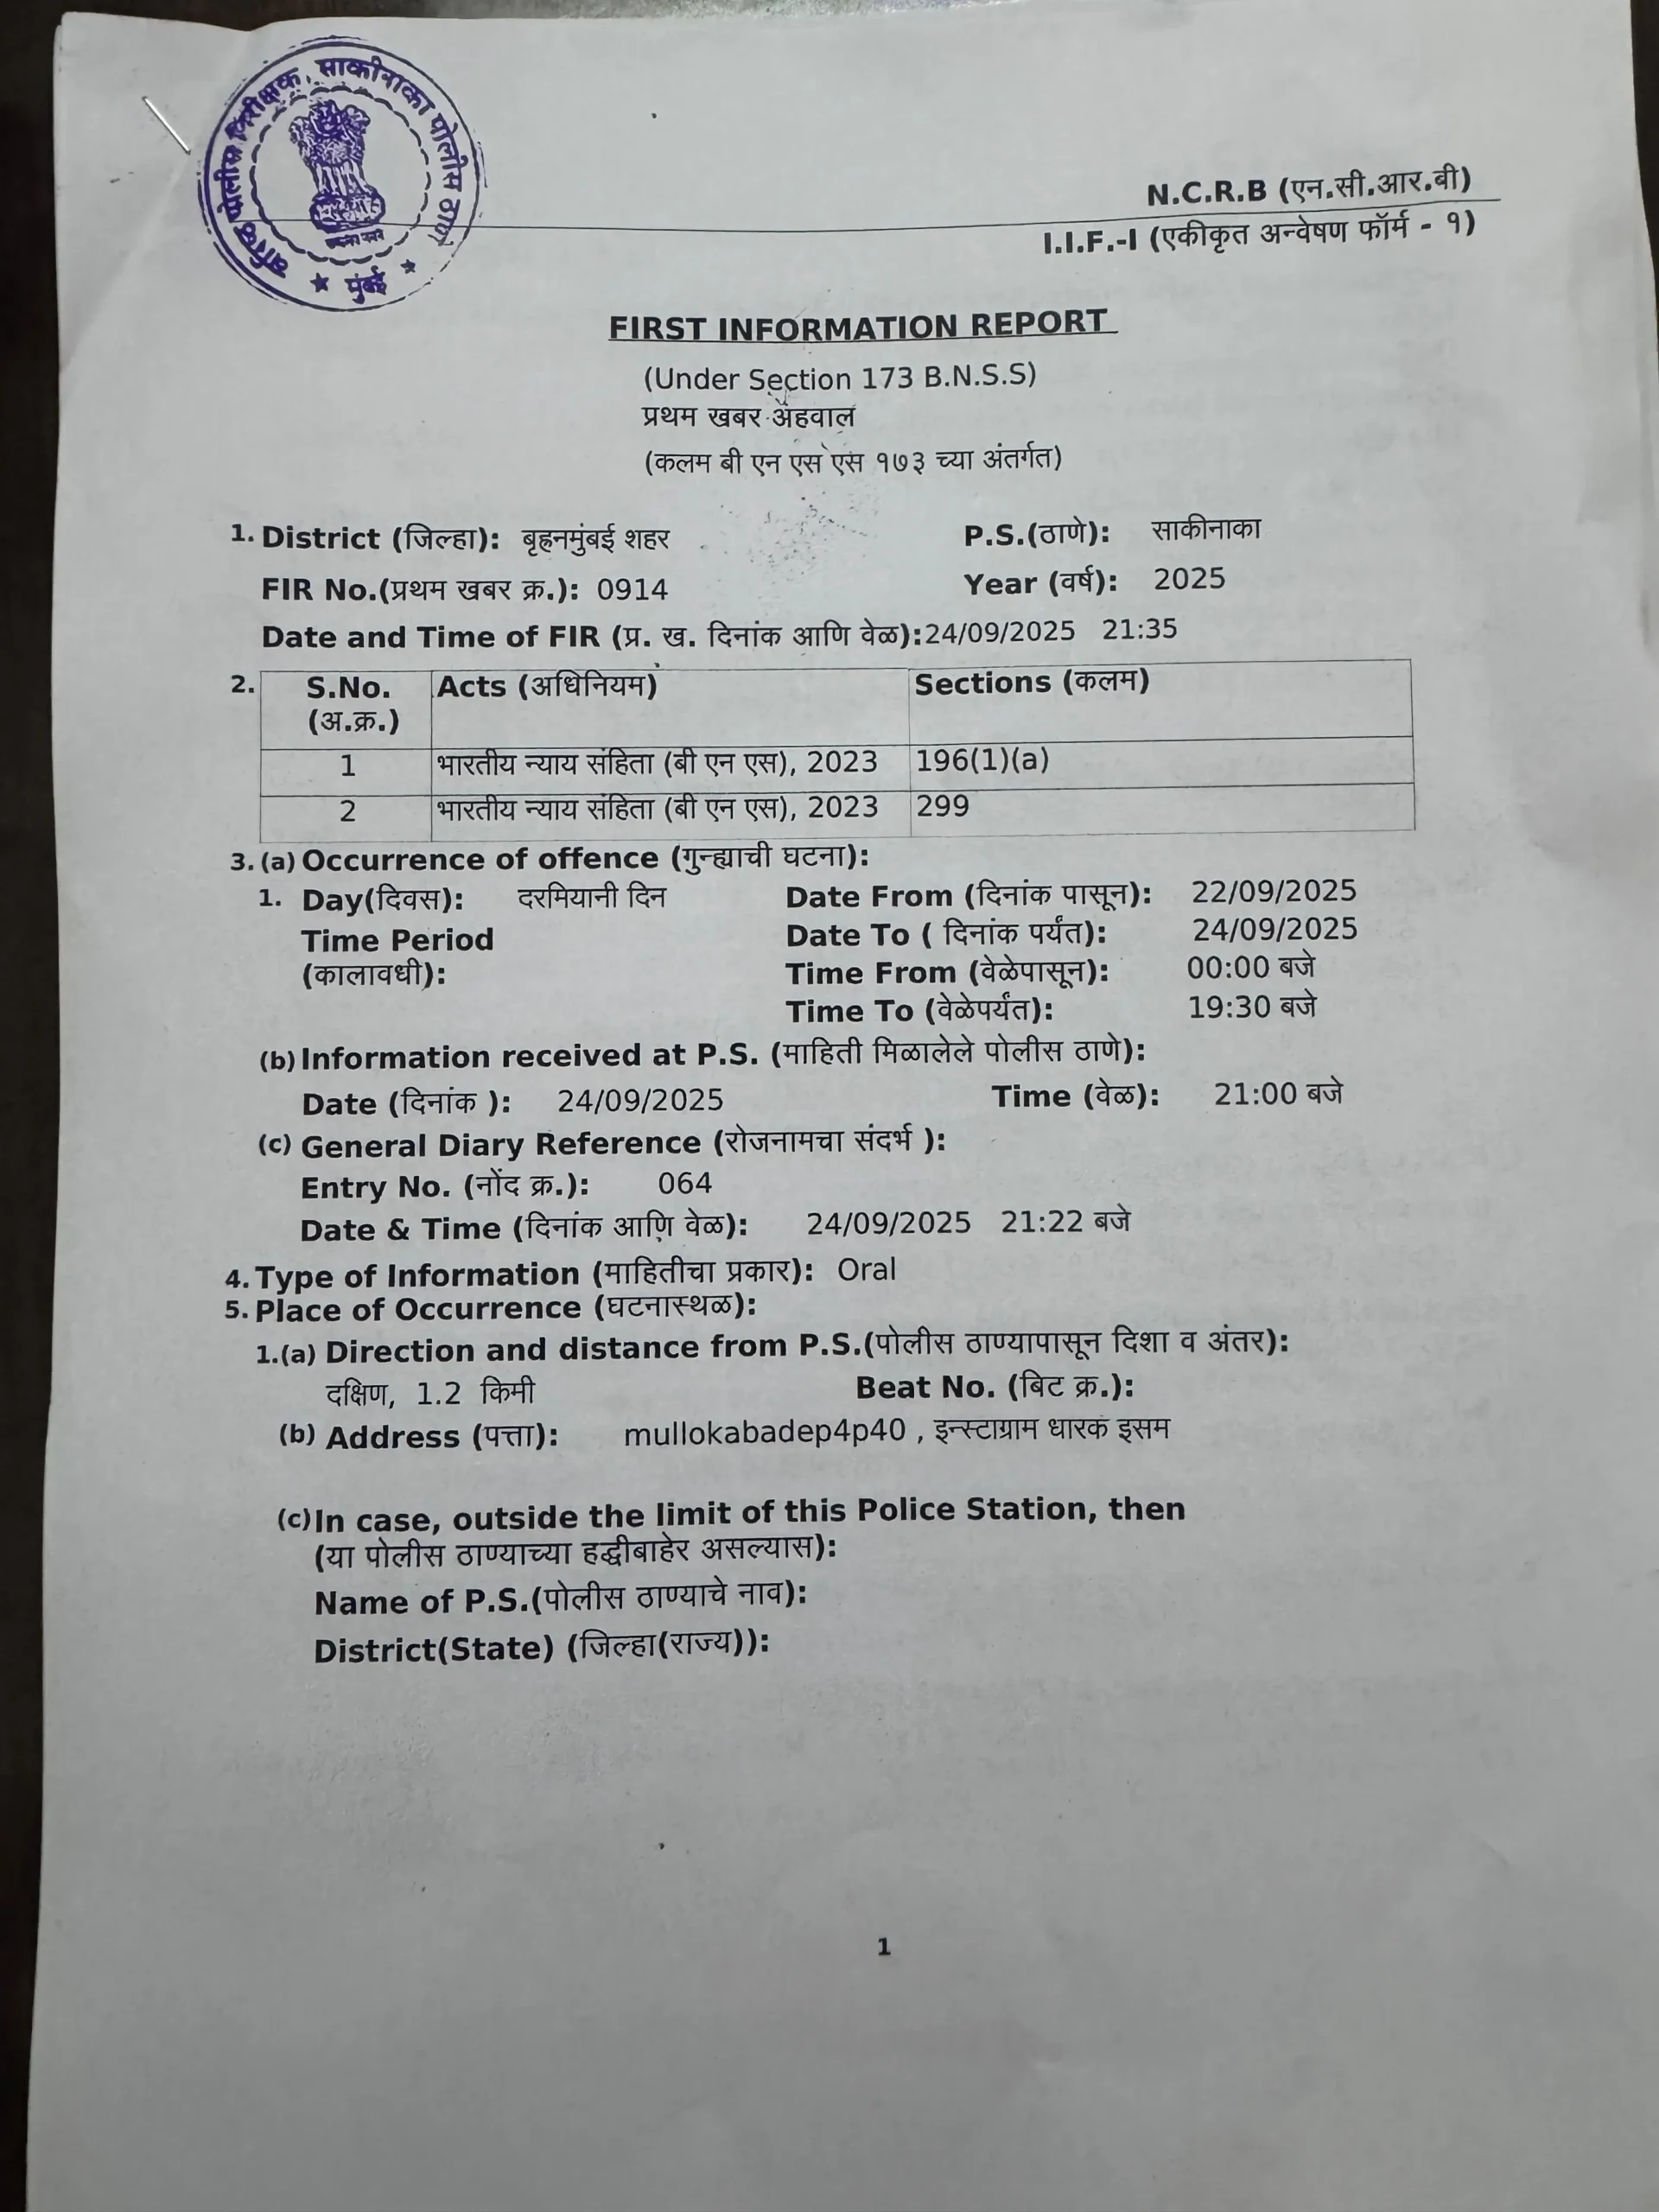 वरिष्ठ पोलीस निरीक्षक, साकीनाका पोलीस ठाणे
★ मुंबई ★
N.C.R.B (एन.सी.आर.बी)
I.I.F.-I (एकीकृत अन्वेषण फॉर्म - १)
FIRST INFORMATION REPORT
(Under Section 173 B.N.S.S)
प्रथम खबर अहवाल
(कलम बी एन एस एस १७३ च्या अंतर्गत)
1. District (जिल्हा): बृहनमुंबई शहर P.S.(ठाणे): साकीनाका
FIR No.(प्रथम खबर क्र.): 0914 Year (वर्ष): 2025
Date and Time of FIR (प्र. ख. दिनांक आणि वेळ):24/09/2025 21:35
2. S.No. Acts (अधिनियम) Sections (कलम)
(अ.क्र.)
1 भारतीय न्याय संहिता (बी एन एस), 2023 196(1)(a)
2 भारतीय न्याय संहिता (बी एन एस), 2023 299
3. (a) Occurrence of offence (गुन्ह्याची घटना):
1. Day(दिवस): दरमियानी दिन Date From (दिनांक पासून): 22/09/2025
Time Period Date To ( दिनांक पर्यंत): 24/09/2025
(कालावधी): Time From (वेळेपासून): 00:00 बजे
Time To (वेळेपर्यंत): 19:30 बजे
(b) Information received at P.S. (माहिती मिळालेले पोलीस ठाणे):
Date (दिनांक ): 24/09/2025 Time (वेळ): 21:00 बजे
(c) General Diary Reference (रोजनामचा संदर्भ ):
Entry No. (नोंद क्र.): 064
Date & Time (दिनांक आणि वेळ): 24/09/2025 21:22 बजे
4. Type of Information (माहितीचा प्रकार): Oral
5. Place of Occurrence (घटनास्थळ):
1.(a) Direction and distance from P.S.(पोलीस ठाण्यापासून दिशा व अंतर):
दक्षिण, 1.2 किमी Beat No. (बिट क्र.):
(b) Address (पत्ता): mullokabadep4p40 , इन्स्टाग्राम धारक इसम
(c)In case, outside the limit of this Police Station, then
(या पोलीस ठाण्याच्या हद्धीबाहेर असल्यास):
Name of P.S.(पोलीस ठाण्याचे नाव):
District(State) (जिल्हा(राज्य)):
1